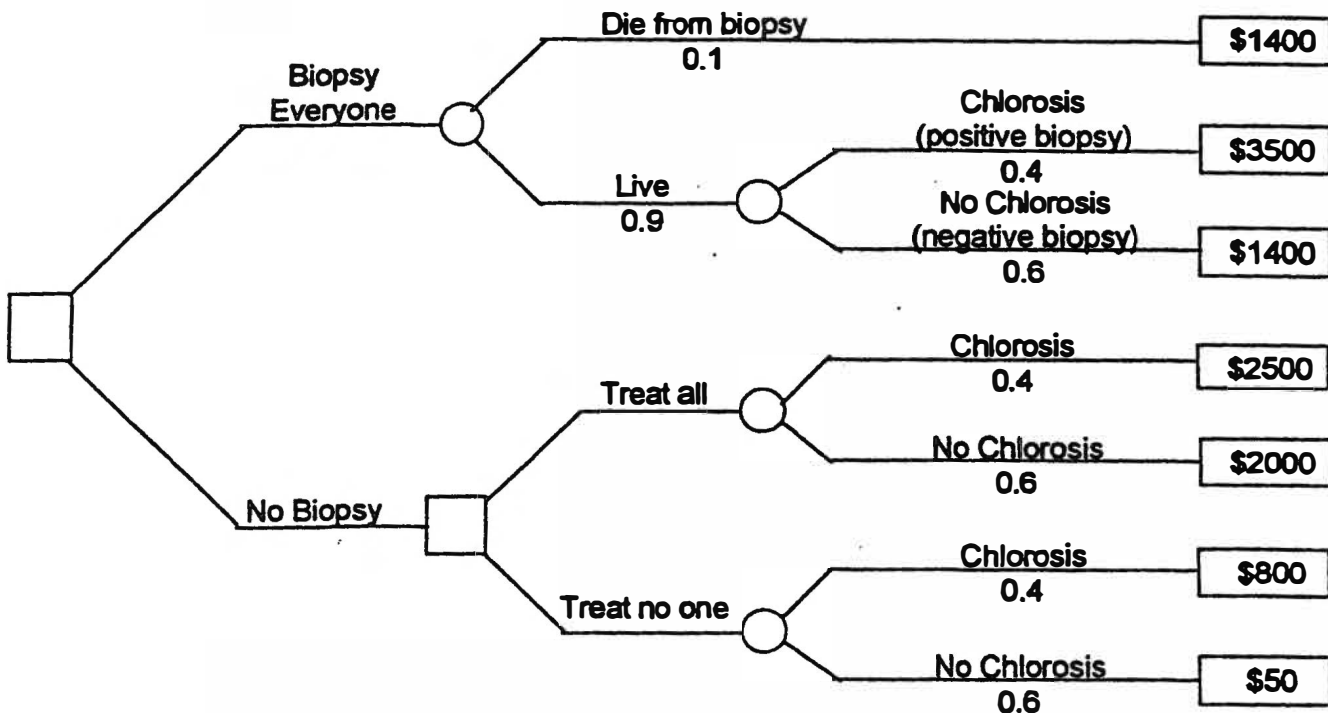 Die from biopsy
0.1
$1400
Biopsy
Everyone
Chlorosis
(positive biopsy)
0.4
$3500
Live
0.9
No Chlorosis
(negative biopsy)
0.6
$1400
Chlorosis
0.4
$2500
Treat all
No Chlorosis
0.6
$2000
No Biopsy
Chlorosis
0.4
$800
Treat no one
No Chlorosis
0.6
$50